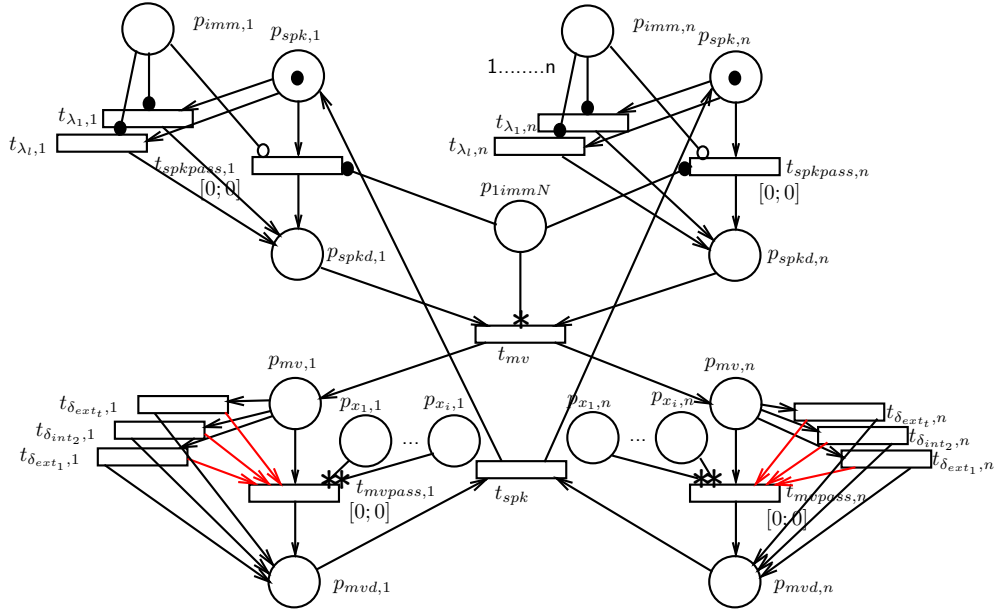 p_{imm,1}
p_{spk,1}
p_{imm,n}
p_{spk,n}
1........n
t_{λ_1,1}
t_{λ_l,1}
t_{λ_1,n}
t_{λ_l,n}
t_{spkpass,1}
[0; 0]
t_{spkpass,n}
[0; 0]
p_{1immN}
p_{spkd,1}
p_{spkd,n}
t_{mv}
p_{mv,1}
p_{mv,n}
t_{δ_{ext_t},1}
t_{δ_{int_2},1}
t_{δ_{ext_1},1}
p_{x_1,1}
...
p_{x_i,1}
p_{x_1,n}
...
p_{x_i,n}
t_{δ_{ext_t},n}
t_{δ_{int_2},n}
t_{δ_{ext_1},n}
t_{mvpass,1}
[0; 0]
t_{spk}
t_{mvpass,n}
[0; 0]
p_{mvd,1}
p_{mvd,n}